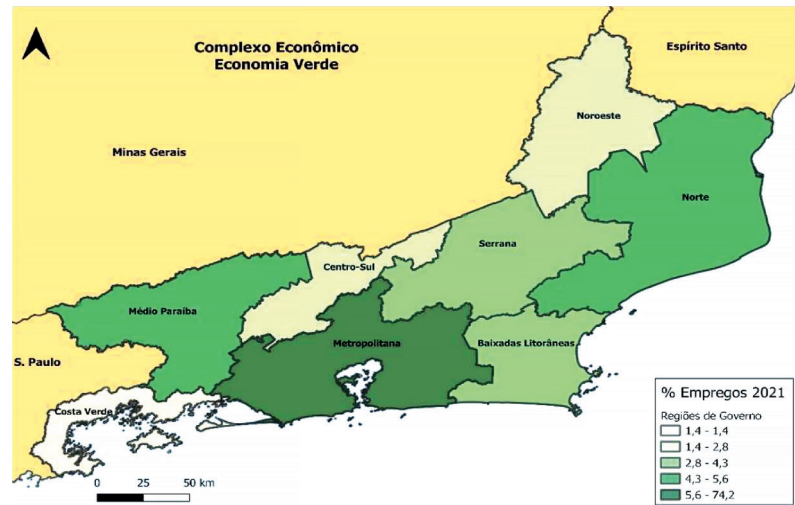 Complexo Econômico
Economia Verde
Espírito Santo
Minas Gerais
Noroeste
Norte
Serrana
Centro-Sul
Médio Paraíba
Metropolitana
Baixadas Litorâneas
S. Paulo
Costa Verde
% Empregos 2021
Regiões de Governo
1,4 - 1,4
1,4 - 2,8
2,8 - 4,3
4,3 - 5,6
5,6 - 74,2
0 25 50 km